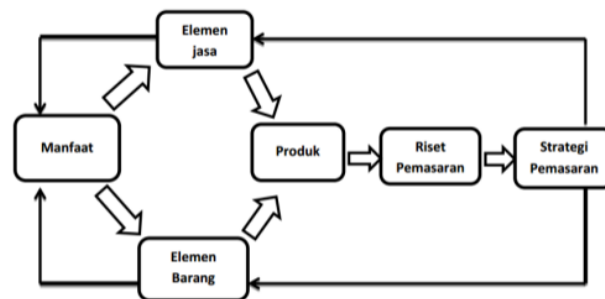 Elemen
jasa
Manfaat
Produk
Riset
Pemasaran
Strategi
Pemasaran
Elemen
Barang